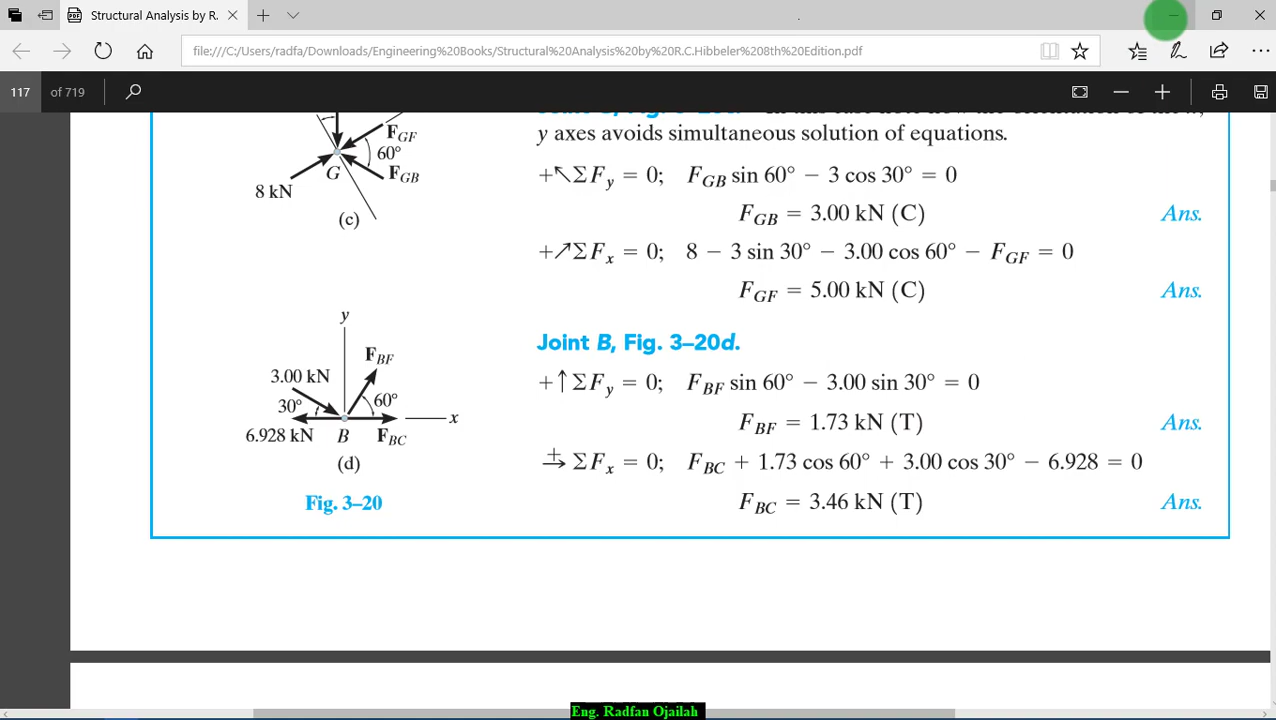 Structural Analysis by R.
file:///C:/Users/radfa/Downloads/Engineering%20Books/Structural%20Analysis%20by%20R.C.Hibbeler%208th%20Edition.pdf
117 of 719
y axes avoids simultaneous solution of equations.
F_GF
60°
G
F_GB
8 kN
(c)
+↖ΣF_y = 0; F_GB sin 60° − 3 cos 30° = 0
F_GB = 3.00 kN (C) Ans.
+↗ΣF_x = 0; 8 − 3 sin 30° − 3.00 cos 60° − F_GF = 0
F_GF = 5.00 kN (C) Ans.
y
F_BF
3.00 kN
30°
60°
x
6.928 kN B F_BC
(d)
Fig. 3–20
Joint B, Fig. 3–20d.
+↑ΣF_y = 0; F_BF sin 60° − 3.00 sin 30° = 0
F_BF = 1.73 kN (T) Ans.
+→ ΣF_x = 0; F_BC + 1.73 cos 60° + 3.00 cos 30° − 6.928 = 0
F_BC = 3.46 kN (T) Ans.
Eng. Radfan Ojailah